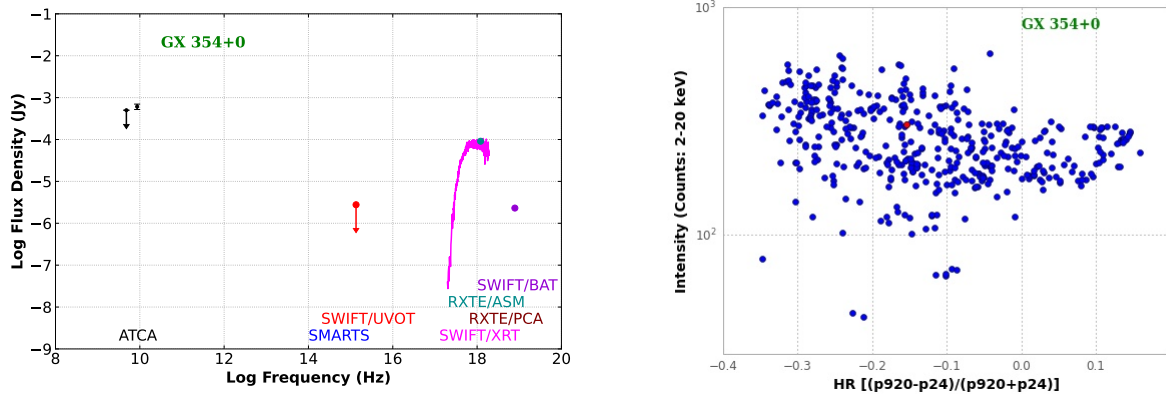 GX 354+0
−1
−2
−3
−4
−5
−6
−7
−8
−9
Log Flux Density (Jy)
SWIFT/BAT
RXTE/ASM
SWIFT/UVOT
RXTE/PCA
ATCA
SMARTS
SWIFT/XRT
8 10 12 14 16 18 20
Log Frequency (Hz)
GX 354+0
10³
10²
Intensity (Counts: 2-20 keV)
−0.4 −0.3 −0.2 −0.1 0.0 0.1
HR [(p920-p24)/(p920+p24)]